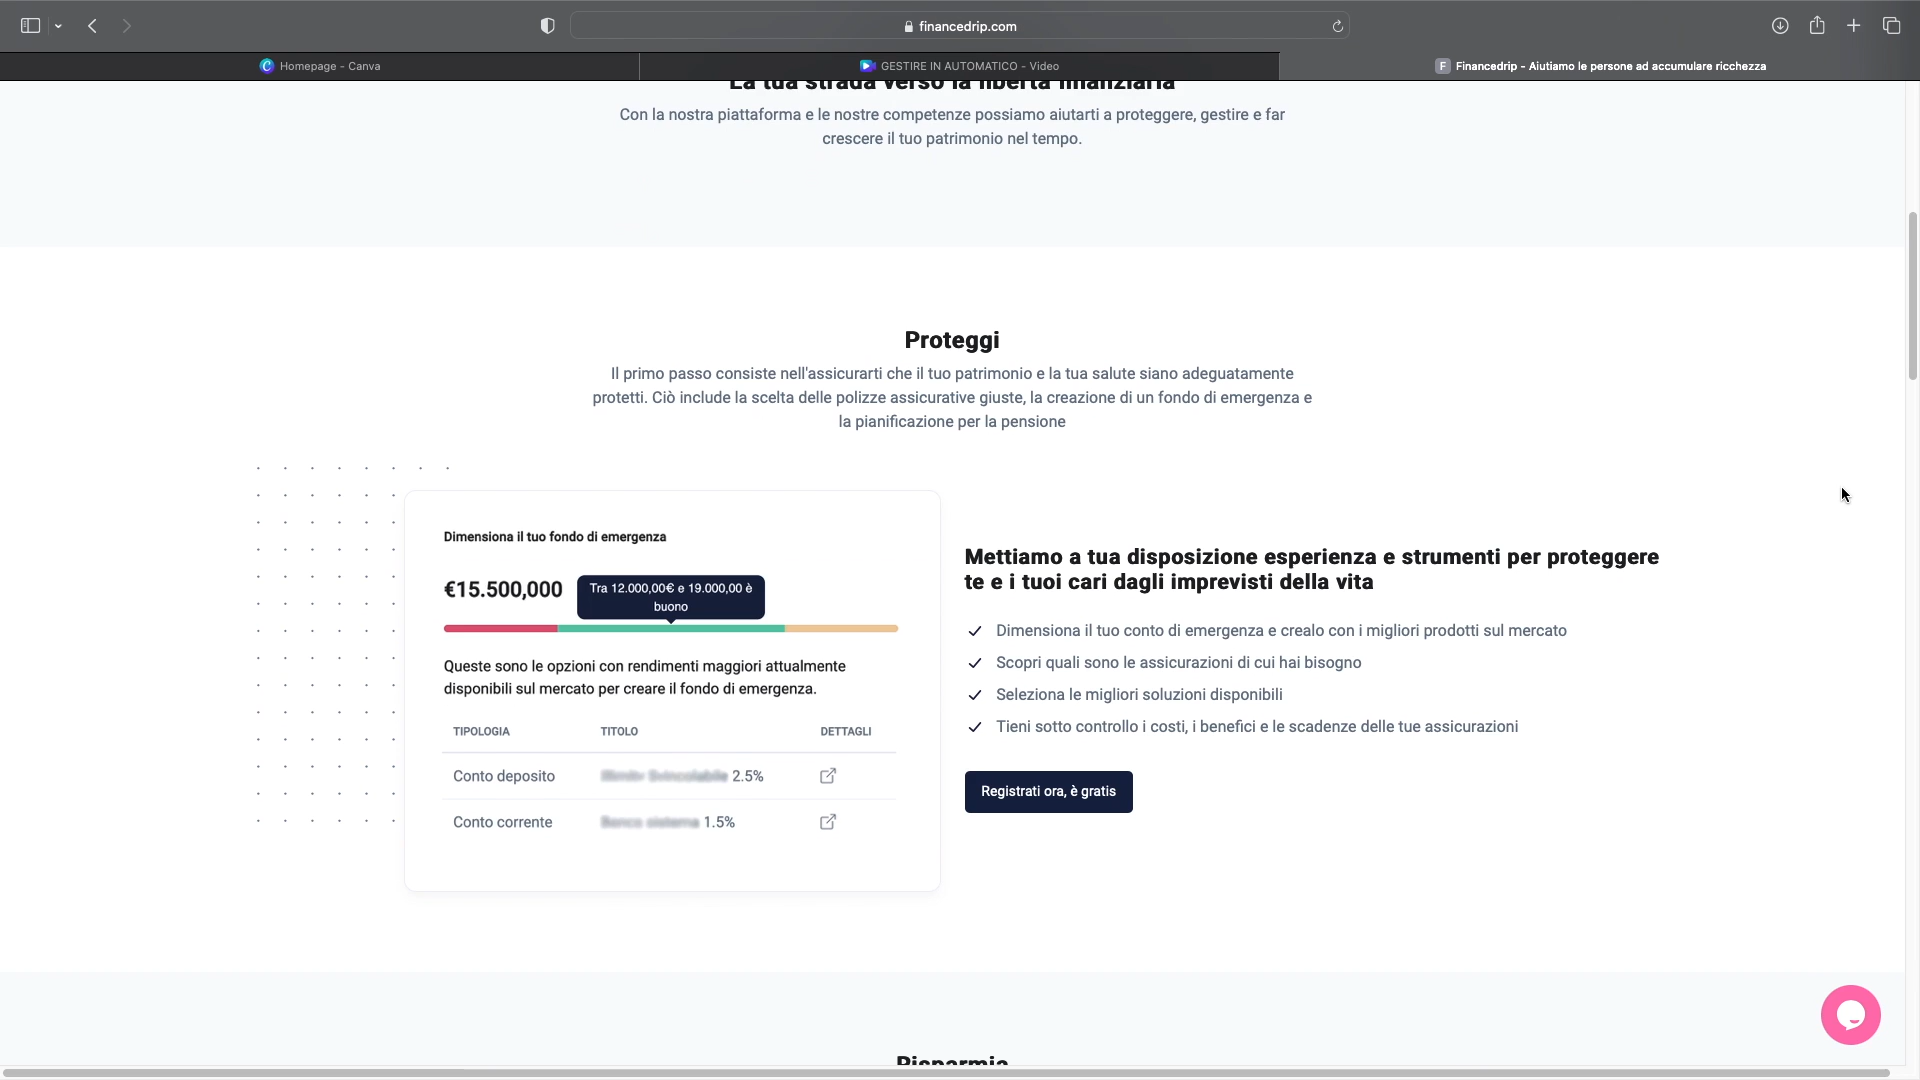 financedrip.com
Homepage - Canva
GESTIRE IN AUTOMATICO - Video
F Financedrip - Aiutiamo le persone ad accumulare ricchezza
La tua strada verso la libertà finanziaria
Con la nostra piattaforma e le nostre competenze possiamo aiutarti a proteggere, gestire e far
crescere il tuo patrimonio nel tempo.
Proteggi
Il primo passo consiste nell'assicurarti che il tuo patrimonio e la tua salute siano adeguatamente
protetti. Ciò include la scelta delle polizze assicurative giuste, la creazione di un fondo di emergenza e
la pianificazione per la pensione
Dimensiona il tuo fondo di emergenza
€15.500,000
Tra 12.000,00€ e 19.000,00 è
buono
Queste sono le opzioni con rendimenti maggiori attualmente
disponibili sul mercato per creare il fondo di emergenza.
TIPOLOGIA TITOLO DETTAGLI
Conto deposito 2.5%
Conto corrente 1.5%
Mettiamo a tua disposizione esperienza e strumenti per proteggere
te e i tuoi cari dagli imprevisti della vita
Dimensiona il tuo conto di emergenza e crealo con i migliori prodotti sul mercato
Scopri quali sono le assicurazioni di cui hai bisogno
Seleziona le migliori soluzioni disponibili
Tieni sotto controllo i costi, i benefici e le scadenze delle tue assicurazioni
Registrati ora, è gratis
Risparmia